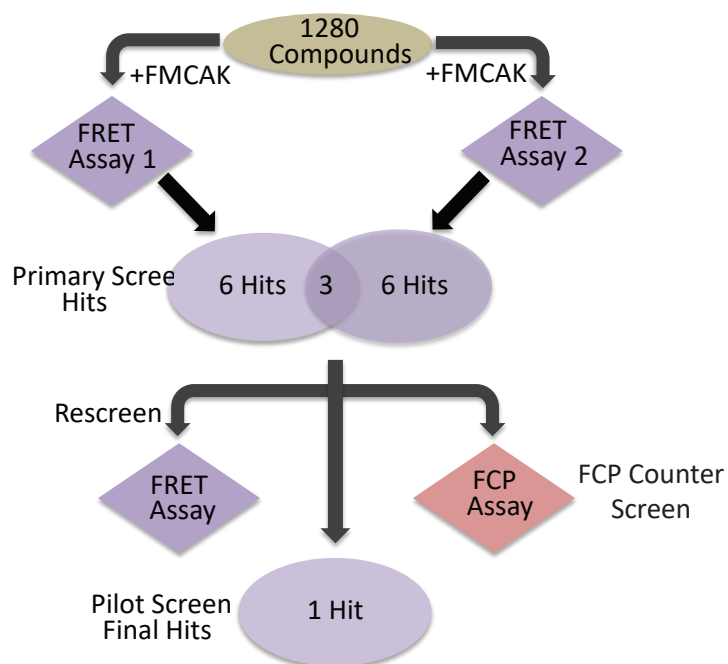 1280
Compounds
+FMCAK
+FMCAK
FRET
Assay 1
FRET
Assay 2
Primary Scree
Hits
6 Hits
3
6 Hits
Rescreen
FRET
Assay
FCP
Assay
FCP Counter
Screen
Pilot Screen
Final Hits
1 Hit